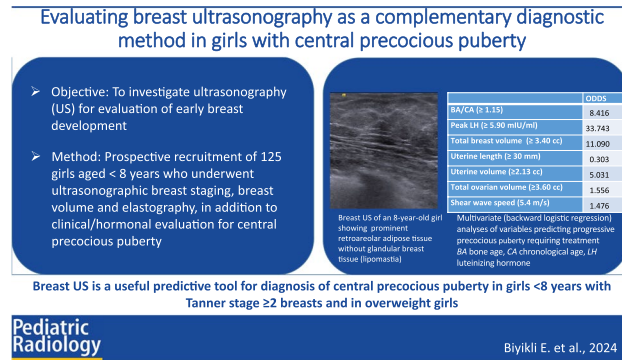 Evaluating breast ultrasonography as a complementary diagnostic
method in girls with central precocious puberty
➢ Objective: To investigate ultrasonography
(US) for evaluation of early breast
development
➢ Method: Prospective recruitment of 125
girls aged < 8 years who underwent
ultrasonographic breast staging, breast
volume and elastography, in addition to
clinical/hormonal evaluation for central
precocious puberty
Breast US of an 8-year-old girl
showing prominent
retroareolar adipose tissue
without glandular breast
tissue (lipomastia)
ODDS
BA/CA (≥ 1.15) 8.416
Peak LH (≥ 5.90 mIU/ml) 33.743
Total breast volume (≥ 3.40 cc) 11.090
Uterine length (≥ 30 mm) 0.303
Uterine volume (≥2.13 cc) 5.031
Total ovarian volume (≥3.60 cc) 1.556
Shear wave speed (5.4 m/s) 1.476
Multivariate (backward logistic regression)
analyses of variables predicting progressive
precocious puberty requiring treatment
BA bone age, CA chronological age, LH
luteinizing hormone
Breast US is a useful predictive tool for diagnosis of central precocious puberty in girls <8 years with
Tanner stage ≥2 breasts and in overweight girls
Pediatric
Radiology
Biyikli E. et al., 2024